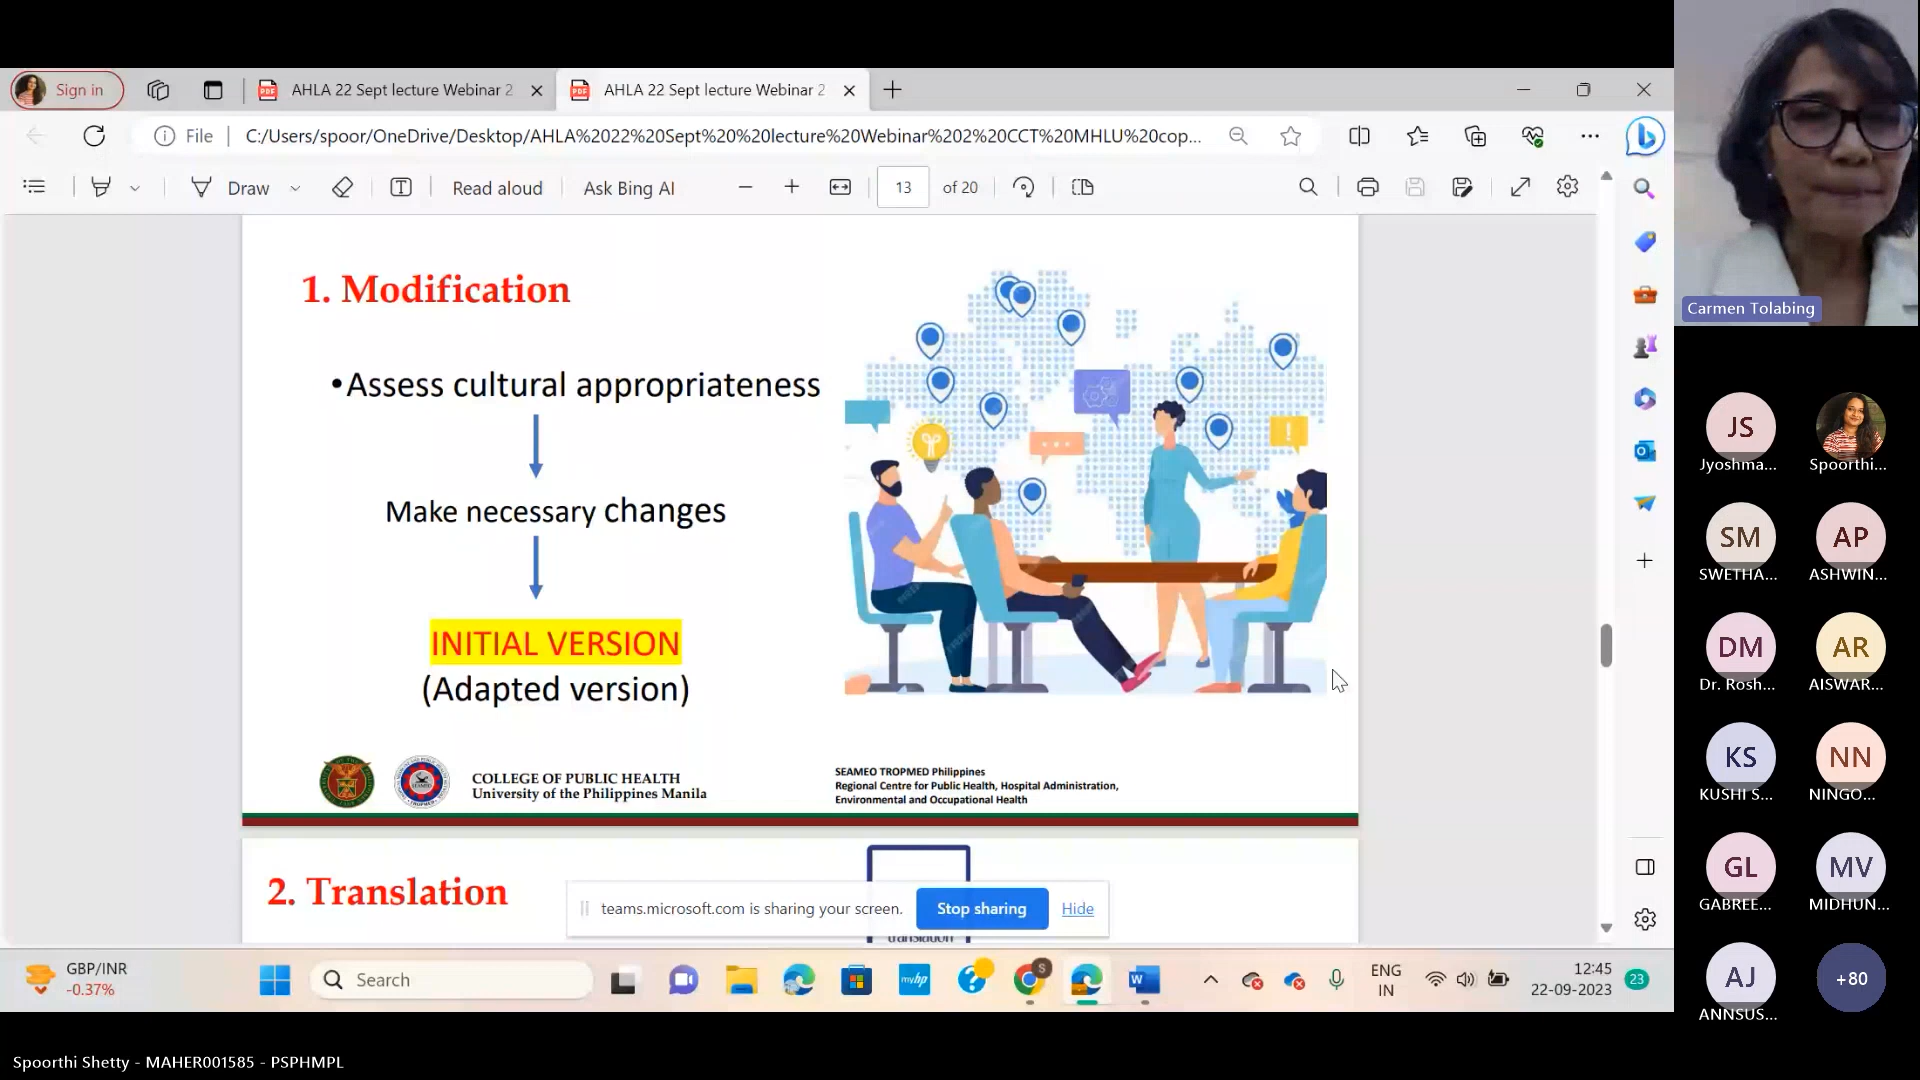 Sign in
AHLA 22 Sept lecture Webinar 2
AHLA 22 Sept lecture Webinar 2
File
C:/Users/spoor/OneDrive/Desktop/AHLA%2022%20Sept%20%20lecture%20Webinar%202%20CCT%20MHLU%20cop...
Draw
Read aloud
Ask Bing AI
13 of 20
1. Modification
•Assess cultural appropriateness
Make necessary changes
INITIAL VERSION
(Adapted version)
COLLEGE OF PUBLIC HEALTH
University of the Philippines Manila
SEAMEO TROPMED Philippines
Regional Centre for Public Health, Hospital Administration,
Environmental and Occupational Health
2. Translation
translation
teams.microsoft.com is sharing your screen.
Stop sharing
Hide
GBP/INR
-0.37%
Search
myhp
S
ENG
IN
12:45
22-09-2023
23
Carmen Tolabing
JS
Jyoshma...
Spoorthi...
SM
SWETHA...
AP
ASHWIN...
DM
Dr. Rosh...
AR
AISWAR...
KS
KUSHI S...
NN
NINGO...
GL
GABREE...
MV
MIDHUN...
AJ
ANNSUS...
+80
Spoorthi Shetty - MAHER001585 - PSPHMPL